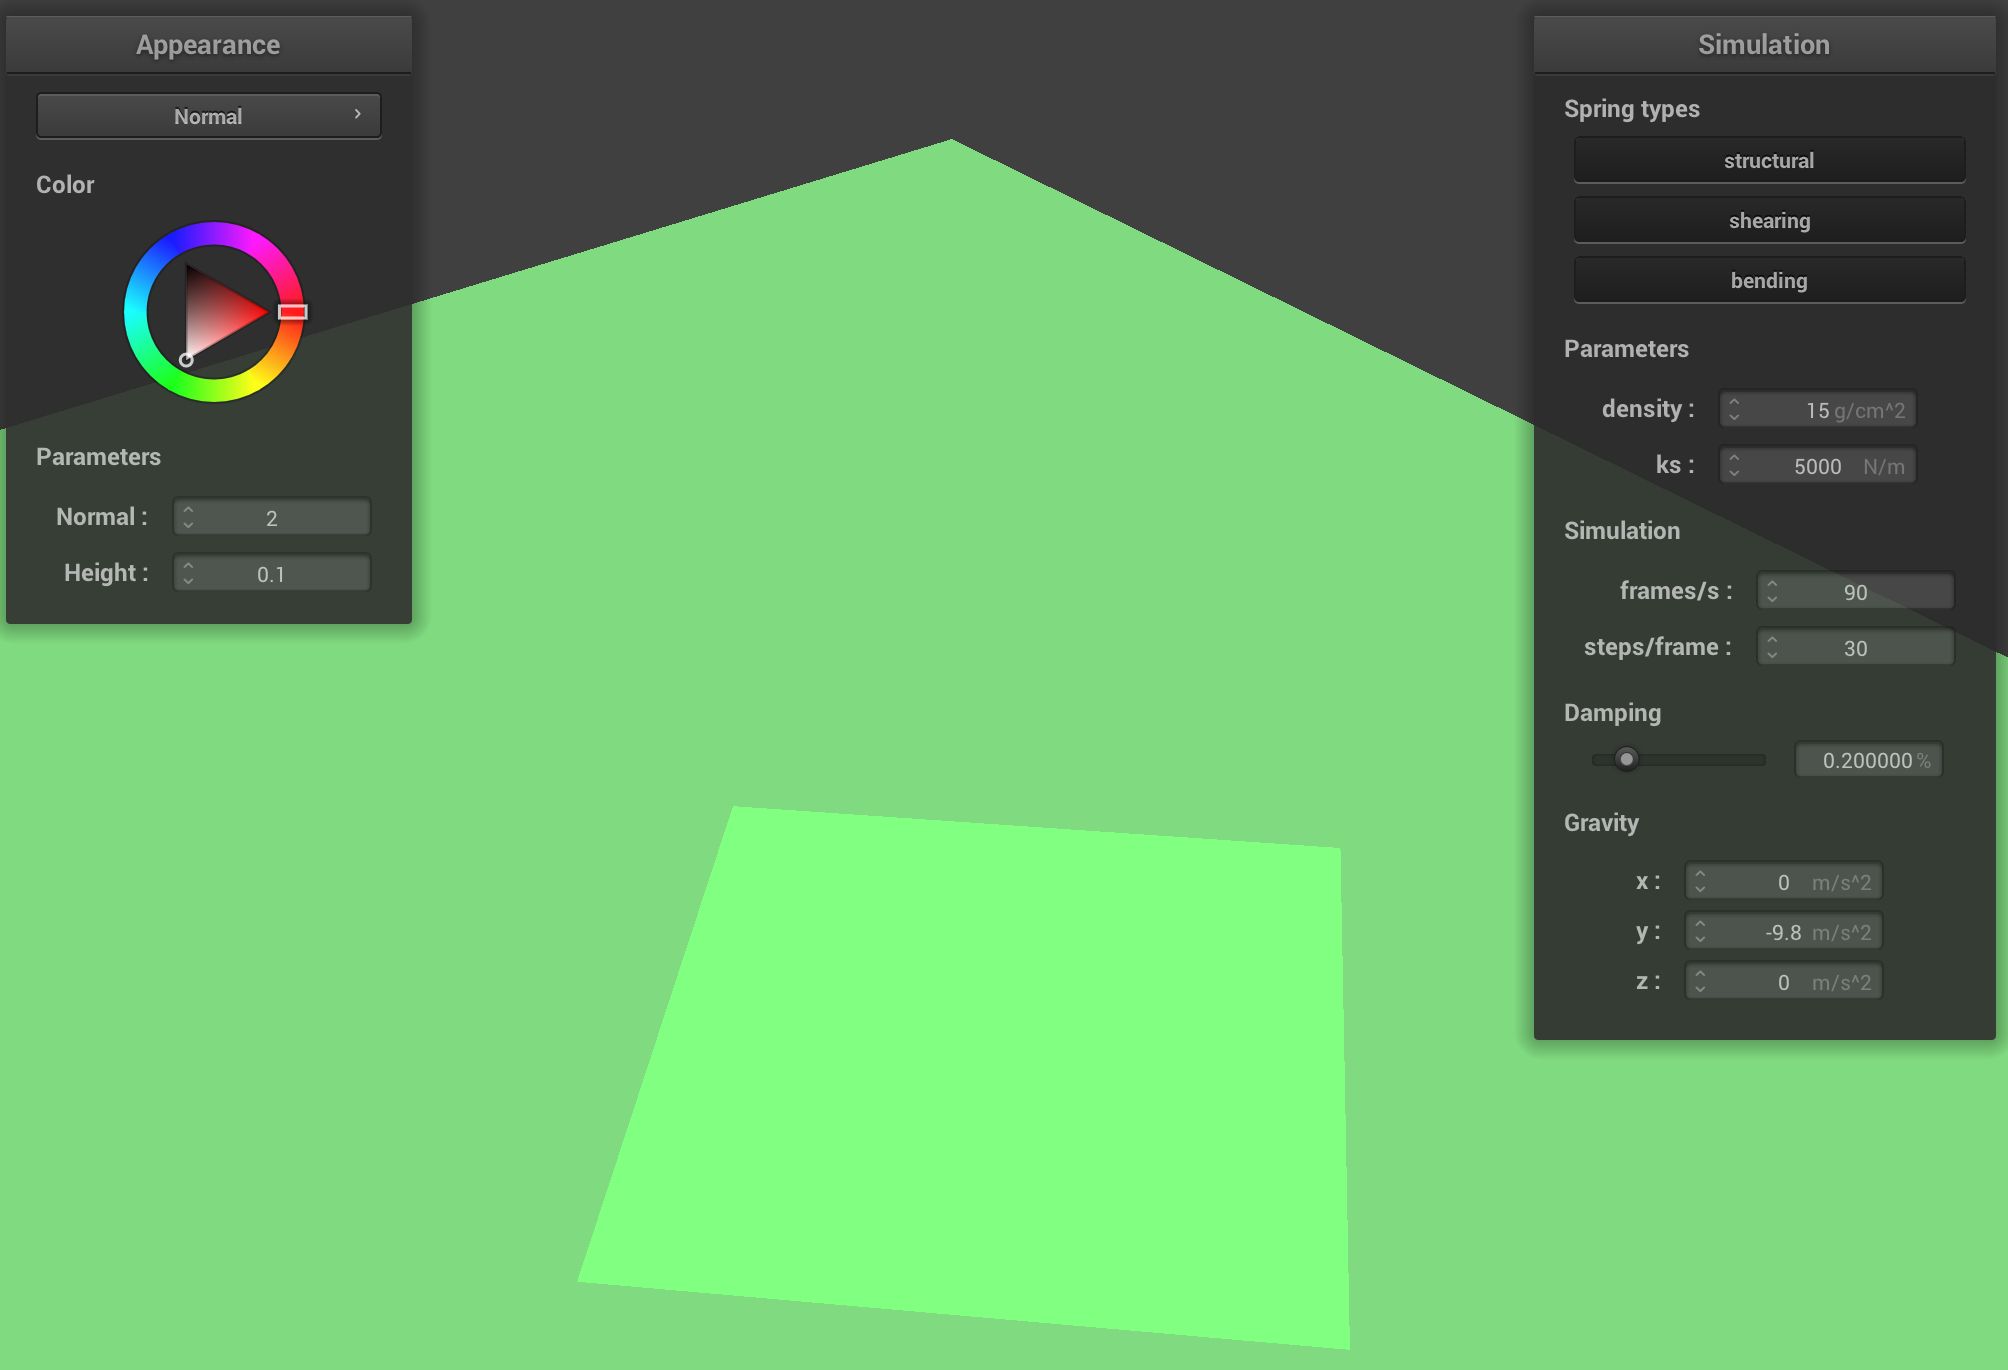 Appearance
Normal
Color
Parameters
Normal : 2
Height : 0.1
Simulation
Spring types
structural
shearing
bending
Parameters
density : 15 g/cm^2
ks : 5000 N/m
Simulation
frames/s : 90
steps/frame : 30
Damping
0.200000 %
Gravity
x : 0 m/s^2
y : -9.8 m/s^2
z : 0 m/s^2